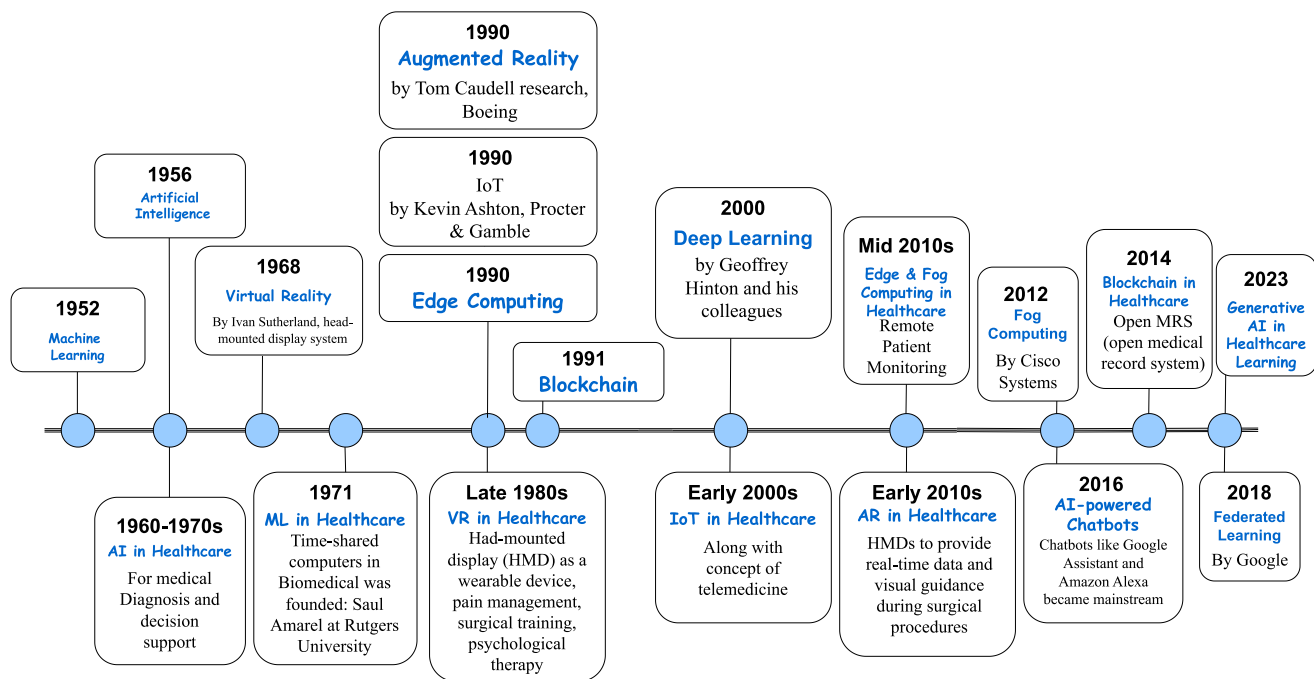 1990
Augmented Reality
by Tom Caudell research,
Boeing
1990
IoT
by Kevin Ashton, Procter
& Gamble
1990
Edge Computing
1956
Artificial
Intelligence
1952
Machine
Learning
1968
Virtual Reality
By Ivan Sutherland, head-
mounted display system
1991
Blockchain
2000
Deep Learning
by Geoffrey
Hinton and his
colleagues
Mid 2010s
Edge & Fog
Computing in
Healthcare
Remote
Patient
Monitoring
2012
Fog
Computing
By Cisco
Systems
2014
Blockchain in
Healthcare
Open MRS
(open medical
record system)
2023
Generative
AI in
Healthcare
Learning
1960-1970s
AI in Healthcare
For medical
Diagnosis and
decision
support
1971
ML in Healthcare
Time-shared
computers in
Biomedical was
founded: Saul
Amarel at Rutgers
University
Late 1980s
VR in Healthcare
Had-mounted
display (HMD) as a
wearable device,
pain management,
surgical training,
psychological
therapy
Early 2000s
IoT in Healthcare
Along with
concept of
telemedicine
Early 2010s
AR in Healthcare
HMDs to provide
real-time data and
visual guidance
during surgical
procedures
2016
AI-powered
Chatbots
Chatbots like Google
Assistant and
Amazon Alexa
became mainstream
2018
Federated
Learning
By Google